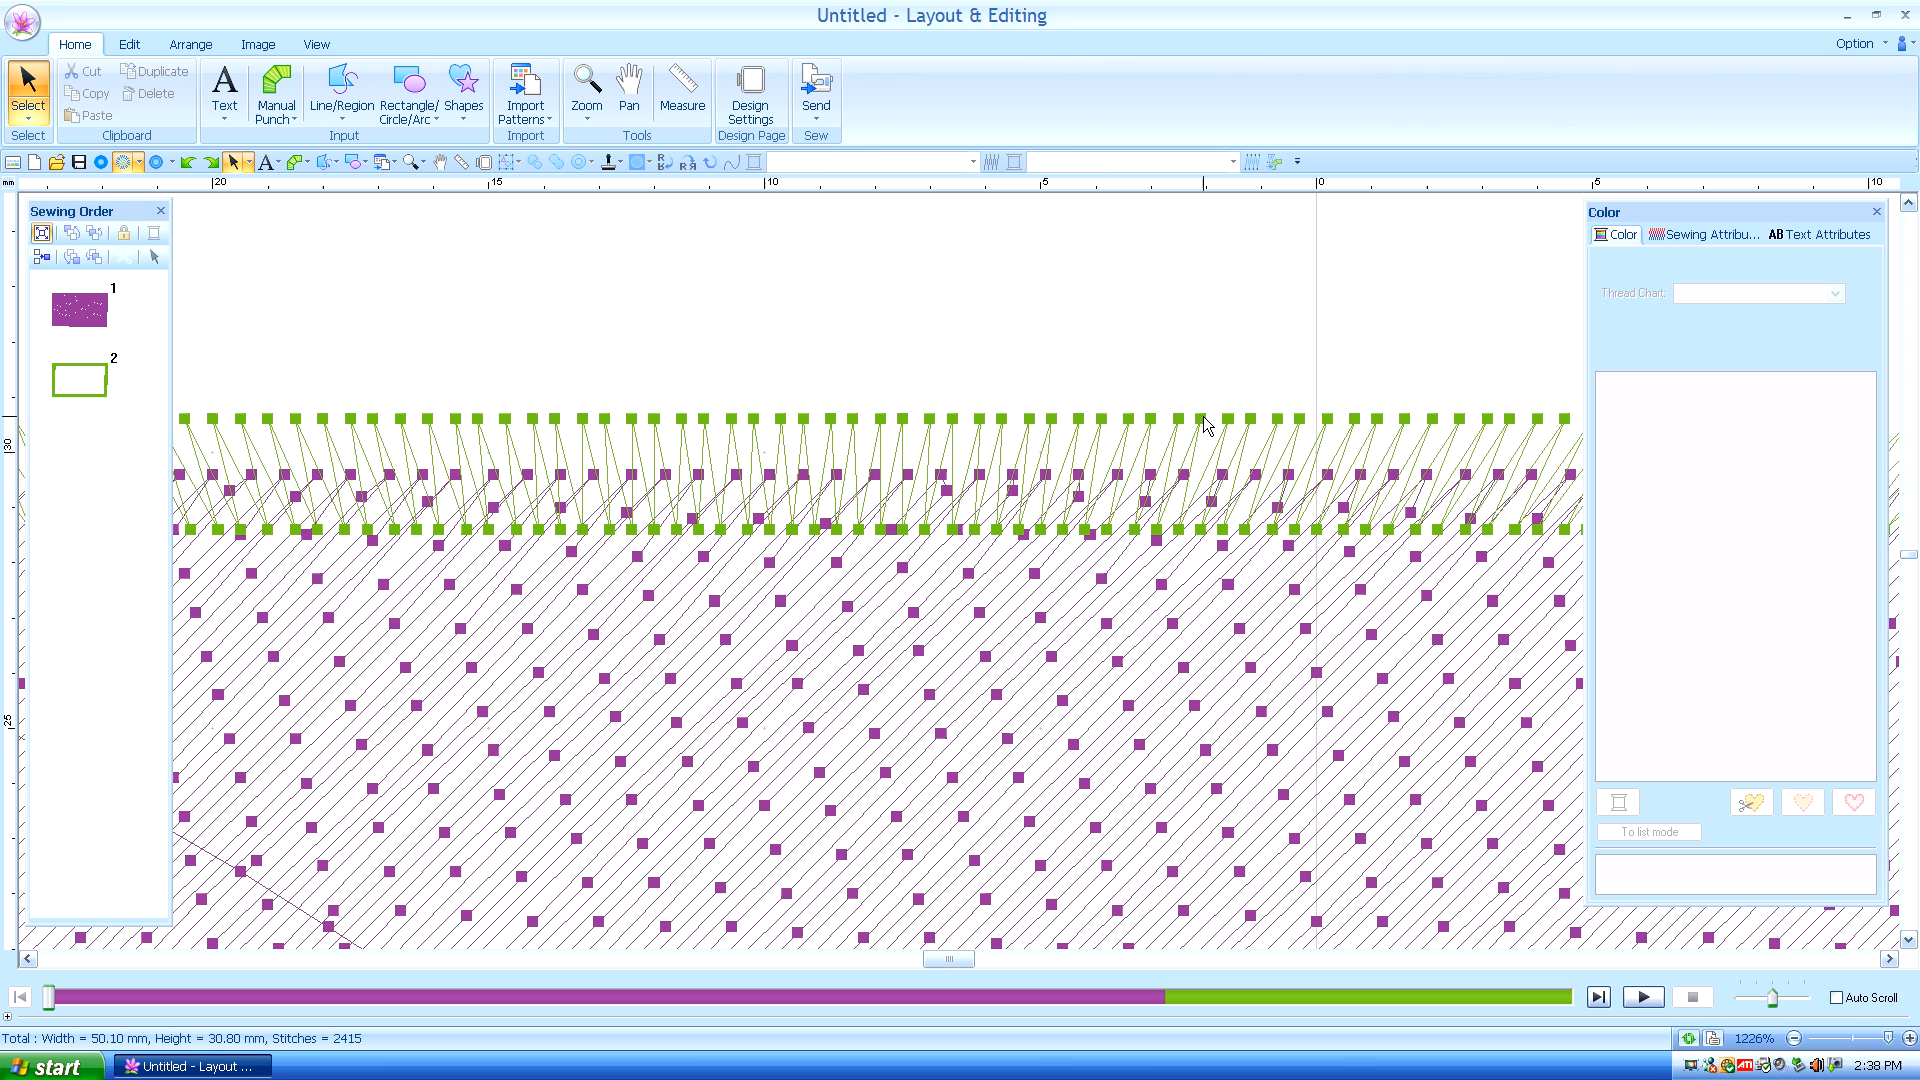 Untitled - Layout & Editing
Home Edit Arrange Image View Option
Select
Cut Duplicate
Copy Delete
Paste
Text
Manual Punch
Line/Region
Rectangle/ Circle/Arc
Shapes
Import Patterns
Zoom
Pan
Measure
Design Settings
Send
Select Clipboard Input Import Tools Design Page Sew
mm 20 15 10 5 0 5 10
Sewing Order
1
2
30
25
Color
Color Sewing Attribu... AB Text Attributes
Thread Chart:
To list mode
Auto Scroll
Total : Width = 50.10 mm, Height = 30.80 mm, Stitches = 2415
1226%
start
Untitled - Layout ...
ATI
2:38 PM